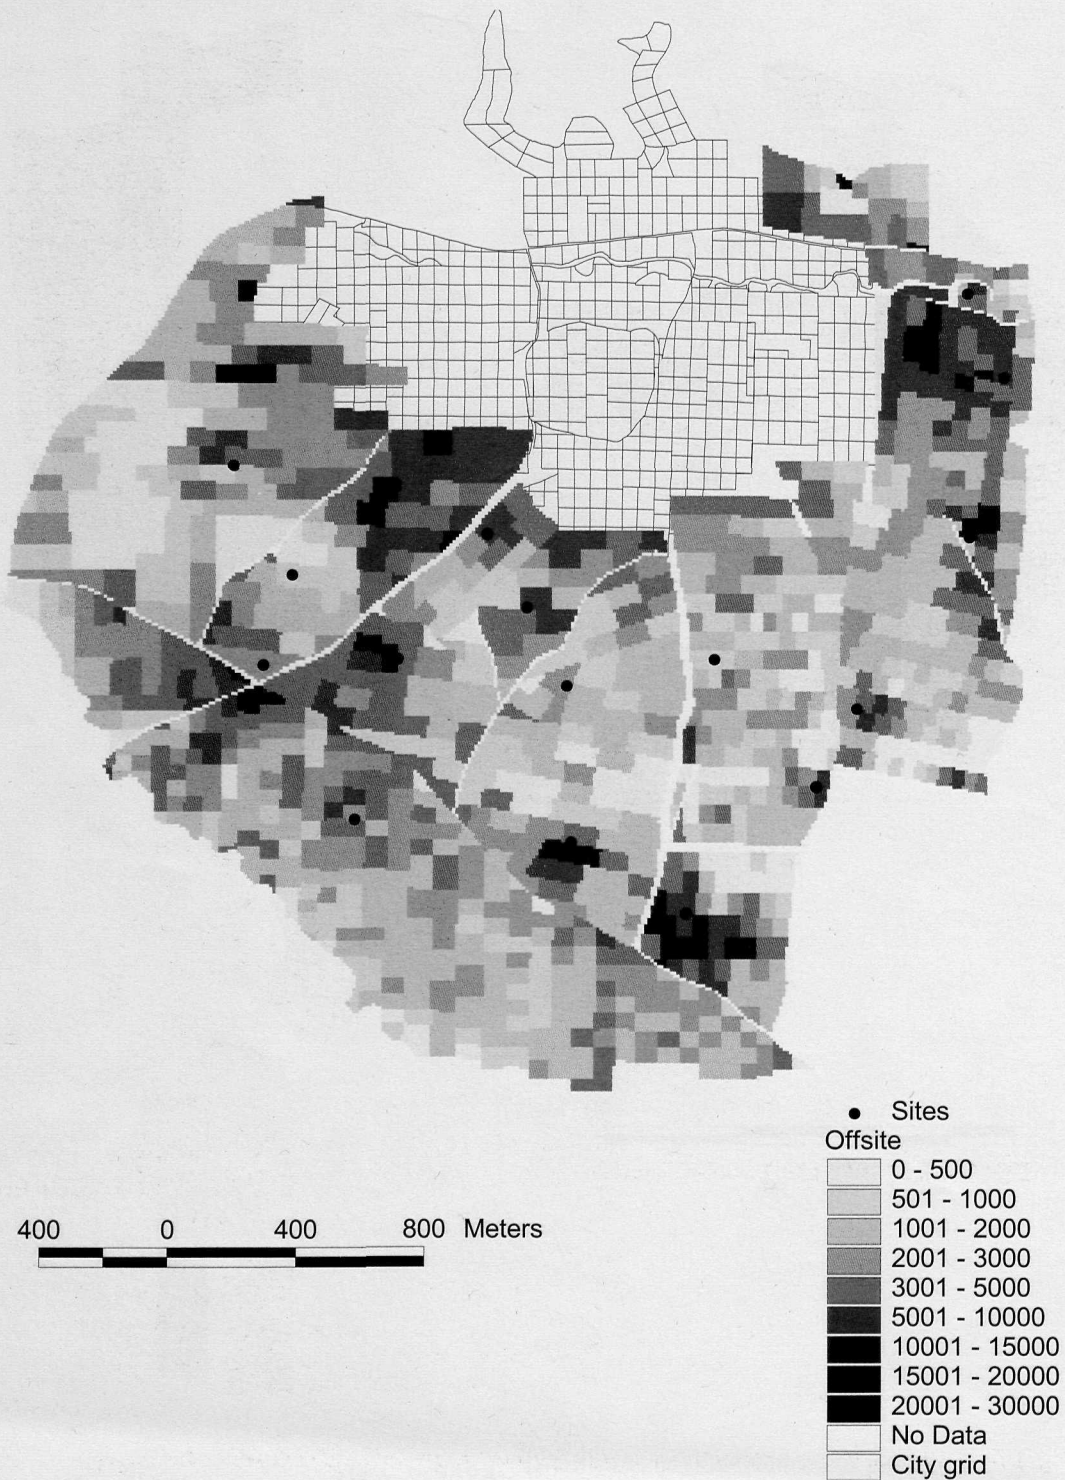 Sites
Offsite
0 - 500
501 - 1000
1001 - 2000
2001 - 3000
3001 - 5000
5001 - 10000
10001 - 15000
15001 - 20000
20001 - 30000
No Data
City grid
400 0 400 800 Meters